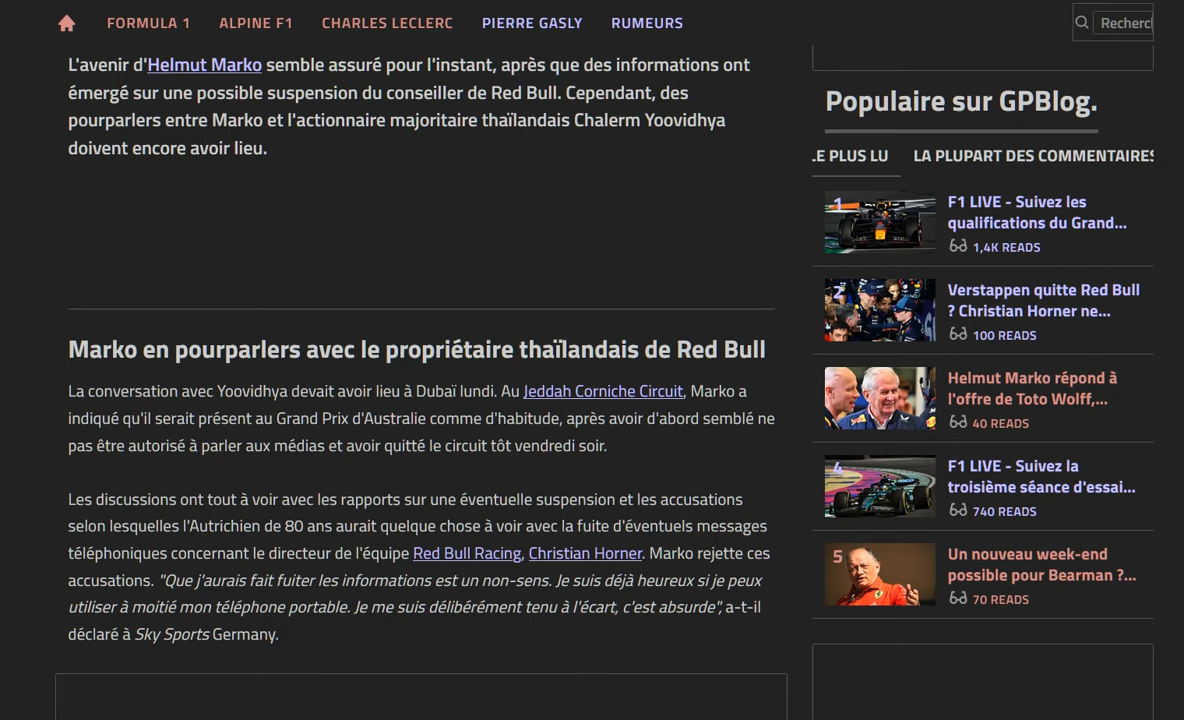 FORMULA 1 ALPINE F1 CHARLES LECLERC PIERRE GASLY RUMEURS
L'avenir d'Helmut Marko semble assuré pour l'instant, après que des informations ont
émergé sur une possible suspension du conseiller de Red Bull. Cependant, des
pourparlers entre Marko et l'actionnaire majoritaire thaïlandais Chalerm Yoovidhya
doivent encore avoir lieu.
Marko en pourparlers avec le propriétaire thaïlandais de Red Bull
La conversation avec Yoovidhya devait avoir lieu à Dubaï lundi. Au Jeddah Corniche Circuit, Marko a
indiqué qu'il serait présent au Grand Prix d'Australie comme d'habitude, après avoir d'abord semblé ne
pas être autorisé à parler aux médias et avoir quitté le circuit tôt vendredi soir.
Les discussions ont tout à voir avec les rapports sur une éventuelle suspension et les accusations
selon lesquelles l'Autrichien de 80 ans aurait quelque chose à voir avec la fuite d'éventuels messages
téléphoniques concernant le directeur de l'équipe Red Bull Racing, Christian Horner. Marko rejette ces
accusations. "Que j'aurais fait fuiter les informations est un non-sens. Je suis déjà heureux si je peux
utiliser à moitié mon téléphone portable. Je me suis délibérément tenu à l'écart, c'est absurde", a-t-il
déclaré à Sky Sports Germany.
Recherc
Populaire sur GPBlog.
LE PLUS LU LA PLUPART DES COMMENTAIRES
1
F1 LIVE - Suivez les
qualifications du Grand...
1,4K READS
2
Verstappen quitte Red Bull
? Christian Horner ne...
100 READS
Helmut Marko répond à
l'offre de Toto Wolff,...
40 READS
4
F1 LIVE - Suivez la
troisième séance d'essai...
740 READS
5
Un nouveau week-end
possible pour Bearman ?...
70 READS